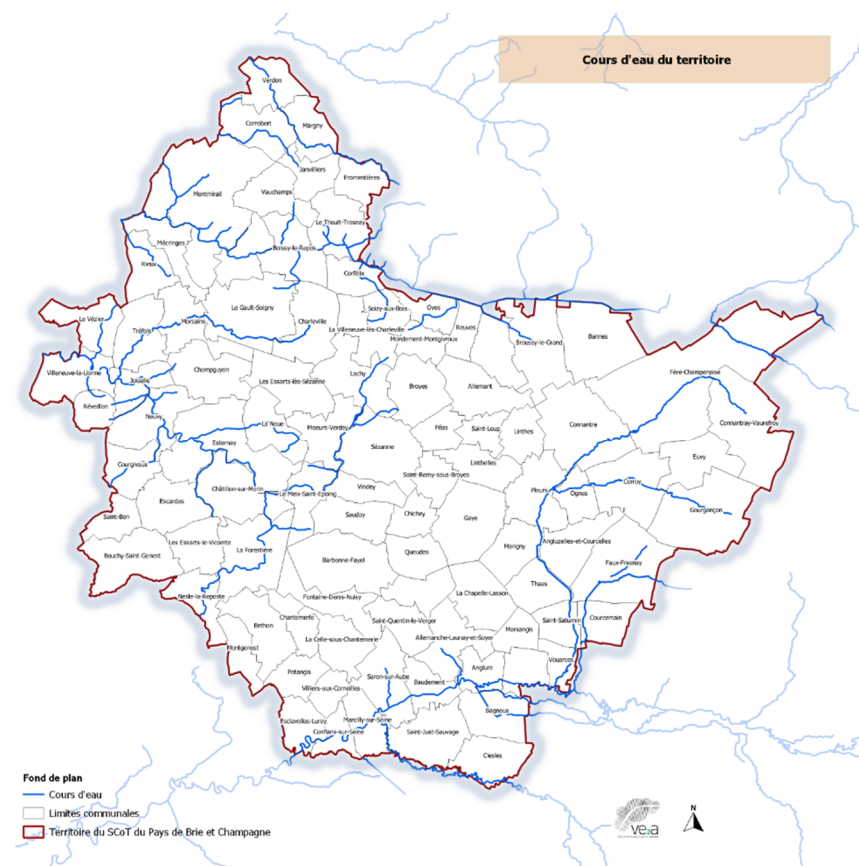 Cours d'eau du territoire
Verdon
Corrobert
Margny
Janvilliers
Fromentières
Vauchamps
Montmirail
Le Thoult-Trosnay
Mécringes
Boissy-le-Repos
Rieux
Corfélix
Le Gault-Soigny
Soizy-aux-Bois
Oyes
Le Vézier
Morsains
Charleville
Tréfols
La Villeneuve-lès-Charleville
Reuves
Mondement-Montgivroux
Broussy-le-Grand
Bannes
Villeneuve-la-Lionne
Champguyon
Lachy
Fère-Champenoise
Joiselle
Les Essarts-lès-Sézanne
Broyes
Allemant
Réveillon
Neuvy
La Noue
Moeurs-Verdey
Péas
Saint-Loup
Linthes
Connantre
Connantray-Vaurefroy
Esternay
Sézanne
Euvy
Courgivaux
Linthelles
Saint-Remy-sous-Broyes
Châtillon-sur-Morin
Le Meix-Saint-Epoing
Vindey
Pleurs
Ognes
Corroy
Escardes
Saint-Bon
Saudoy
Chichey
Gaye
Gourgançon
Les Essarts-le-Vicomte
La Forestière
Marigny
Angluzelles-et-Courcelles
Bouchy-Saint-Genest
Barbonne-Fayel
Queudes
Faux-Fresnay
Thaas
Nesle-la-Reposte
Fontaine-Denis-Nuisy
La Chapelle-Lasson
Chantemerle
Saint-Quentin-le-Verger
Saint-Saturnin
Courcemain
Bethon
Marsangis
La Celle-sous-Chantemerle
Allemanche-Launay-et-Soyer
Montgenost
Vouarces
Potangis
Saron-sur-Aube
Baudement
Anglure
Villiers-aux-Corneilles
Bagneux
Esclavolles-Lurey
Marcilly-sur-Seine
Conflans-sur-Seine
Saint-Just-Sauvage
Clesles
Fond de plan
Cours d'eau
Limites communales
Territoire du SCoT du Pays de Brie et Champagne
N